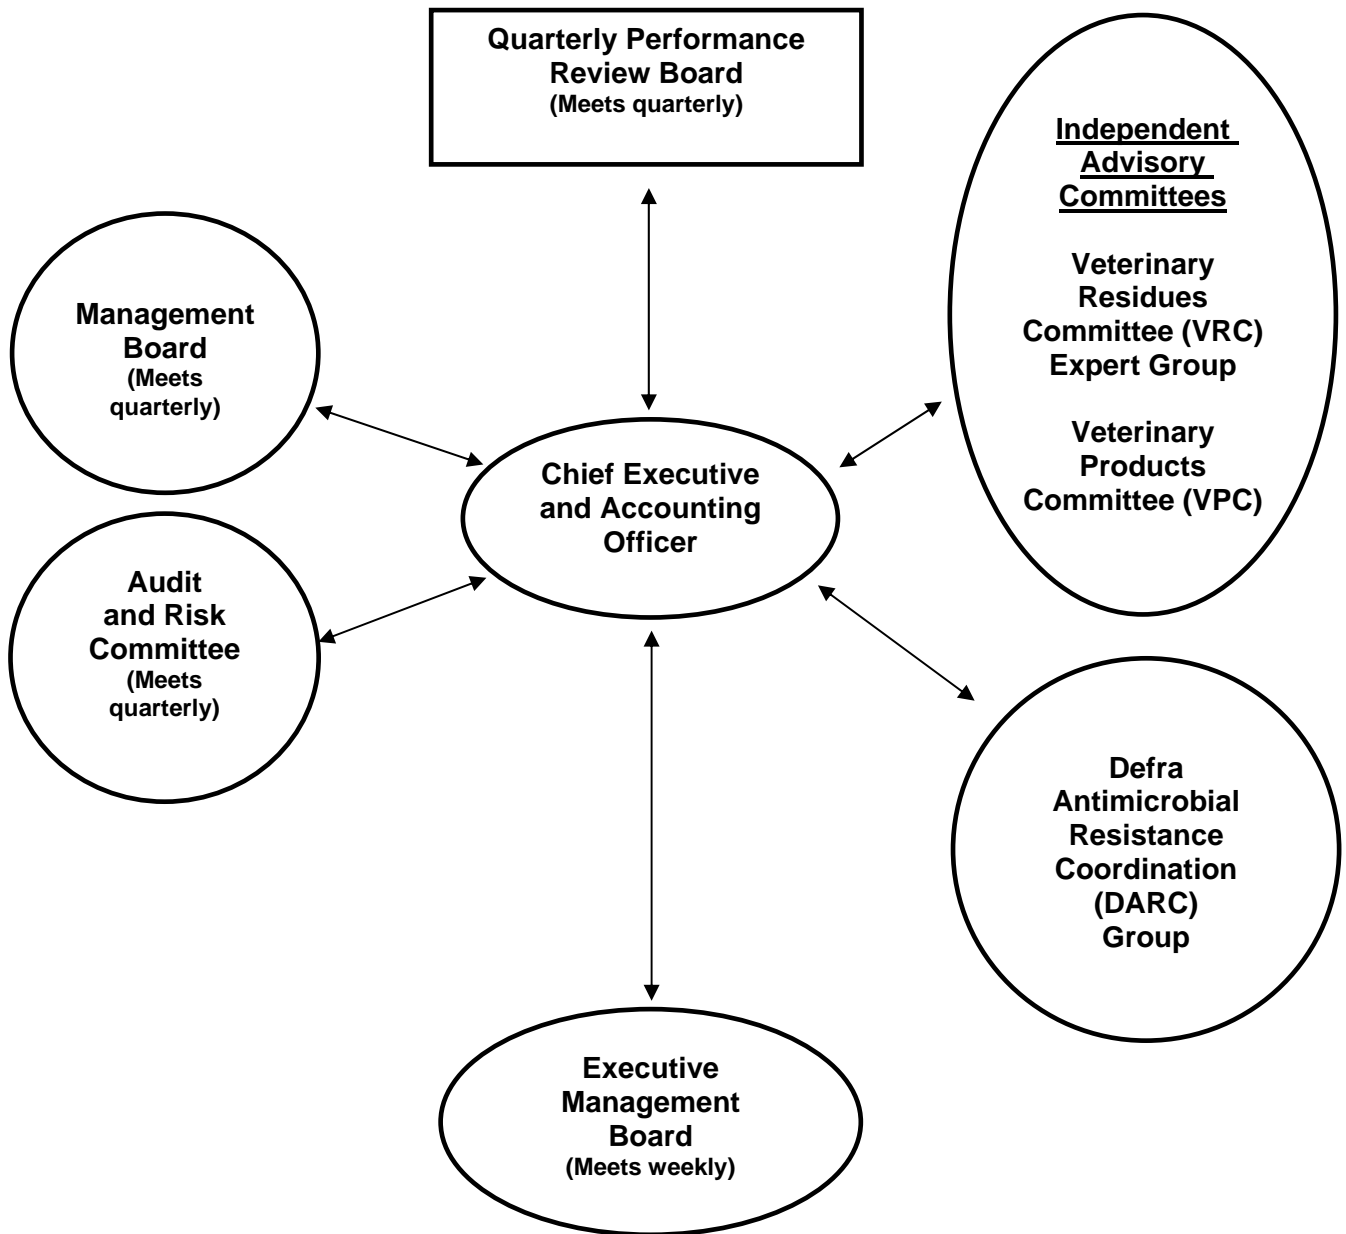 Quarterly Performance
Review Board
(Meets quarterly)
Independent
Advisory
Committees
Veterinary
Residues
Committee (VRC)
Expert Group
Veterinary
Products
Committee (VPC)
Management
Board
(Meets
quarterly)
Chief Executive
and Accounting
Officer
Audit
and Risk
Committee
(Meets
quarterly)
Defra
Antimicrobial
Resistance
Coordination
(DARC)
Group
Executive
Management
Board
(Meets weekly)